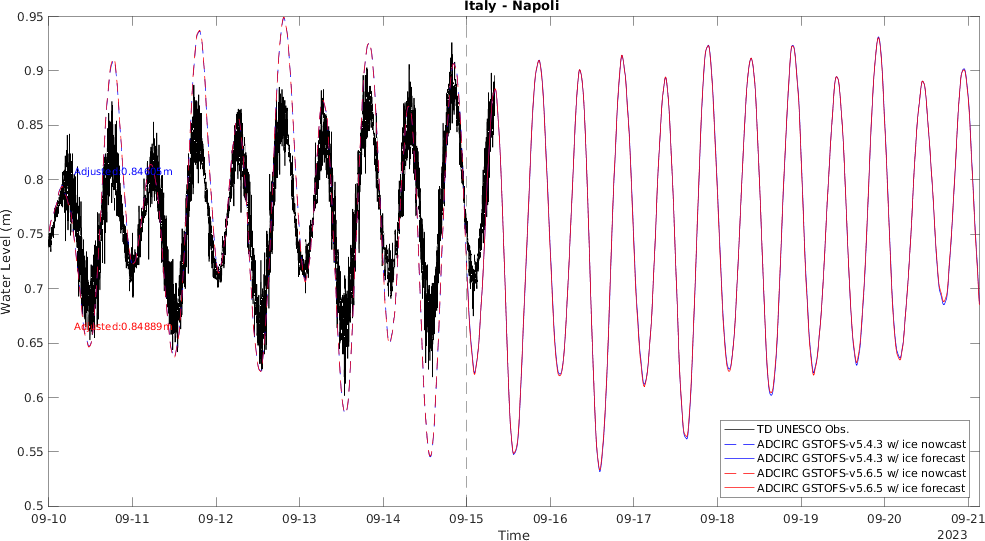 Italy - Napoli
0.95
0.9
0.85
0.8
0.75
0.7
0.65
0.6
0.55
0.5
Water Level (m)
Adjusted:0.84889m
09-10
09-11
09-12
09-13
09-14
09-15
09-16
09-17
09-18
09-19
09-20
09-21
Time
2023
TD UNESCO Obs.
ADCIRC GSTOFS-v5.4.3 w/ ice nowcast
ADCIRC GSTOFS-v5.4.3 w/ ice forecast
ADCIRC GSTOFS-v5.6.5 w/ ice nowcast
ADCIRC GSTOFS-v5.6.5 w/ ice forecast